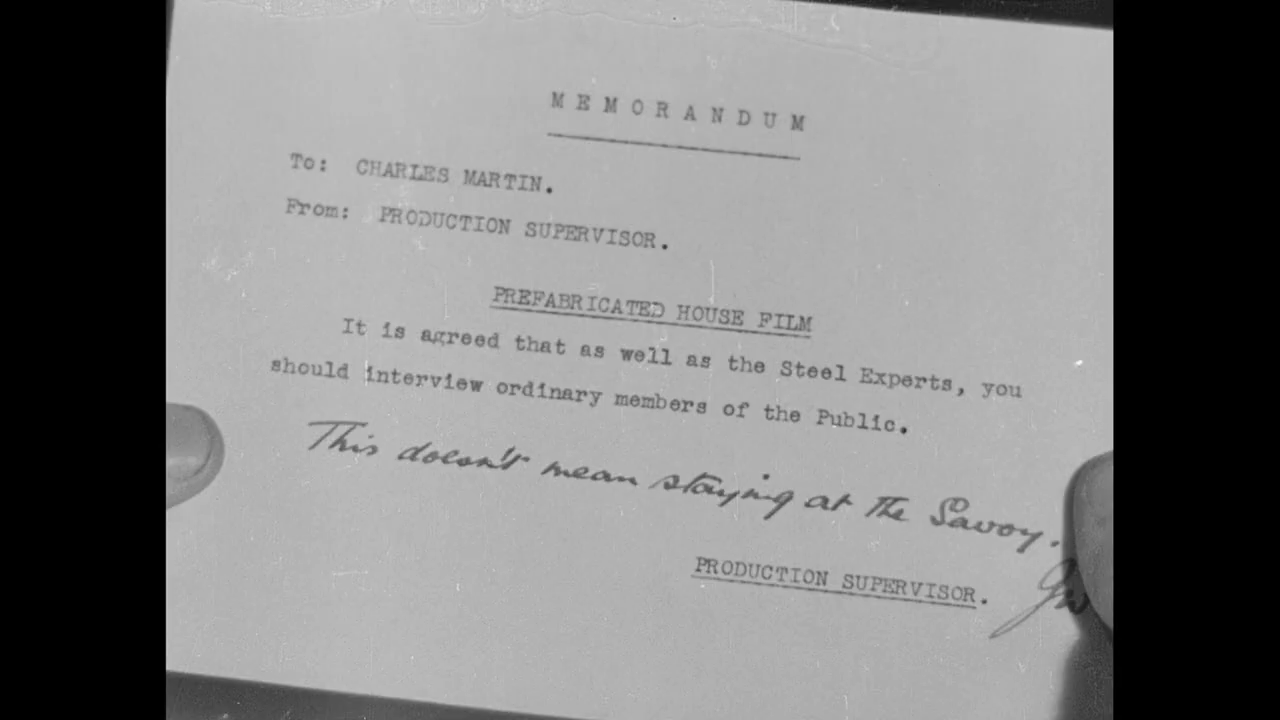 MEMORANDUM
To: CHARLES MARTIN.
From: PRODUCTION SUPERVISOR.
PREFABRICATED HOUSE FILM
It is agreed that as well as the Steel Experts, you
should interview ordinary members of the Public.
This doesn't mean staying at the Savoy.
PRODUCTION SUPERVISOR.